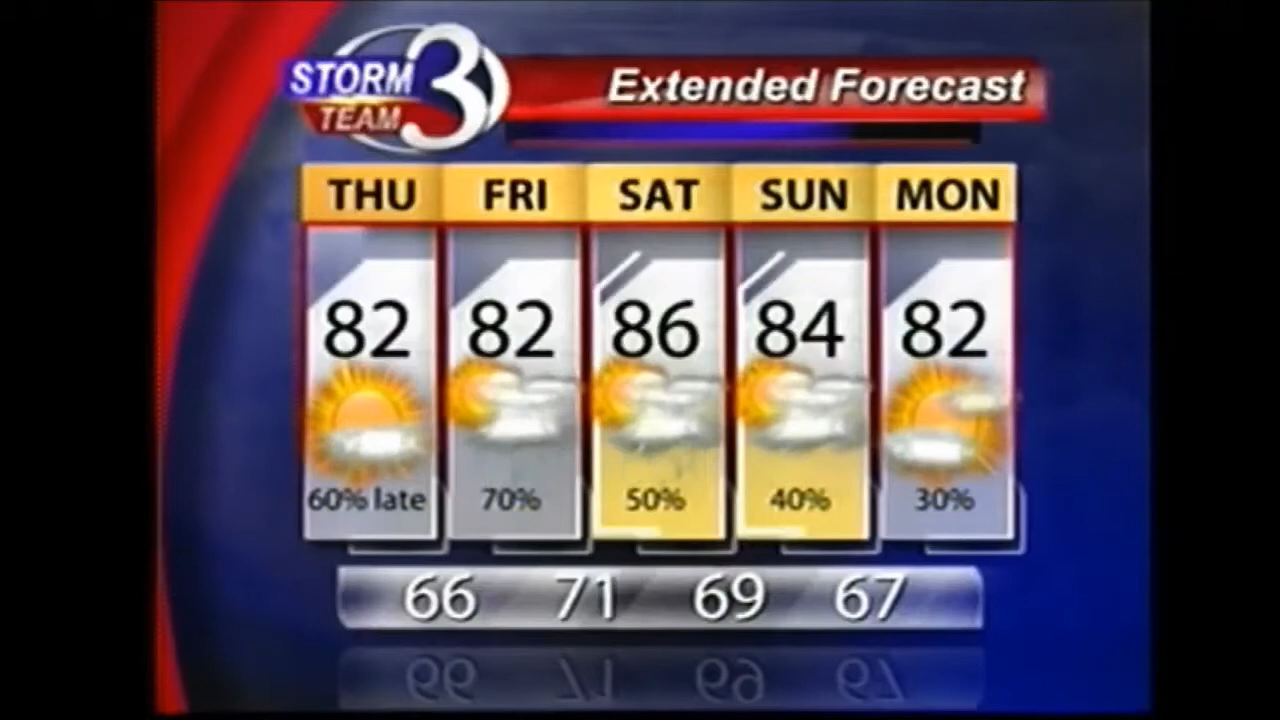 STORM
TEAM
3
Extended Forecast
THU FRI SAT SUN MON
82 82 86 84 82
60% late 70% 50% 40% 30%
66 71 69 67